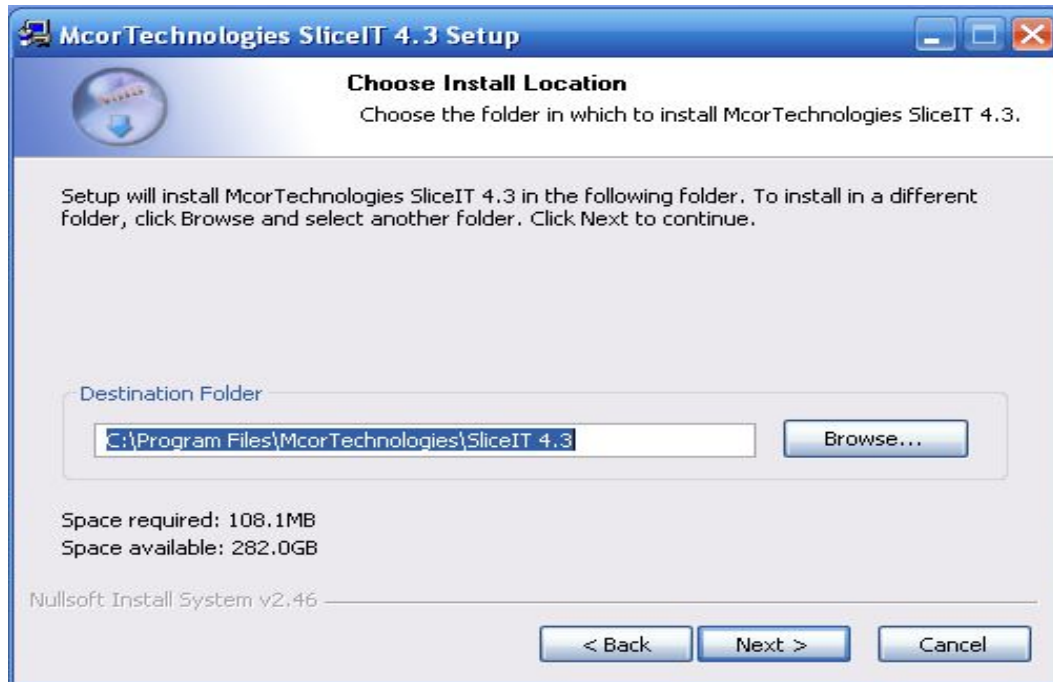 McorTechnologies SliceIT 4.3 Setup
Choose Install Location
Choose the folder in which to install McorTechnologies SliceIT 4.3.
Setup will install McorTechnologies SliceIT 4.3 in the following folder. To install in a different
folder, click Browse and select another folder. Click Next to continue.
Destination Folder
C:\Program Files\McorTechnologies\SliceIT 4.3
Browse...
Space required: 108.1MB
Space available: 282.0GB
Nullsoft Install System v2.46
< Back
Next >
Cancel